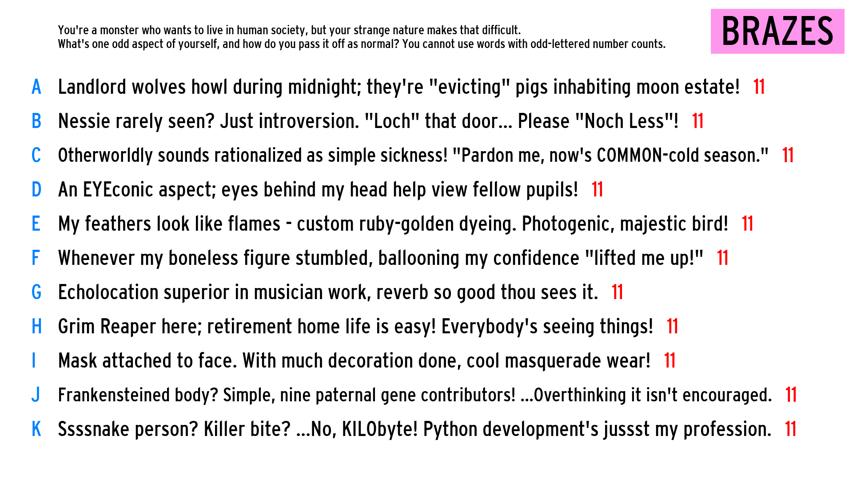 You're a monster who wants to live in human society, but your strange nature makes that difficult.
What's one odd aspect of yourself, and how do you pass it off as normal? You cannot use words with odd-lettered number counts.
BRAZES
A Landlord wolves howl during midnight; they're "evicting" pigs inhabiting moon estate! 11
B Nessie rarely seen? Just introversion. "Loch" that door... Please "Noch Less"! 11
C Otherworldly sounds rationalized as simple sickness! "Pardon me, now's COMMON-cold season." 11
D An EYEconic aspect; eyes behind my head help view fellow pupils! 11
E My feathers look like flames - custom ruby-golden dyeing. Photogenic, majestic bird! 11
F Whenever my boneless figure stumbled, ballooning my confidence "lifted me up!" 11
G Echolocation superior in musician work, reverb so good thou sees it. 11
H Grim Reaper here; retirement home life is easy! Everybody's seeing things! 11
I Mask attached to face. With much decoration done, cool masquerade wear! 11
J Frankensteined body? Simple, nine paternal gene contributors! ...Overthinking it isn't encouraged. 11
K Ssssnake person? Killer bite? ...No, KILObyte! Python development's jussst my profession. 11